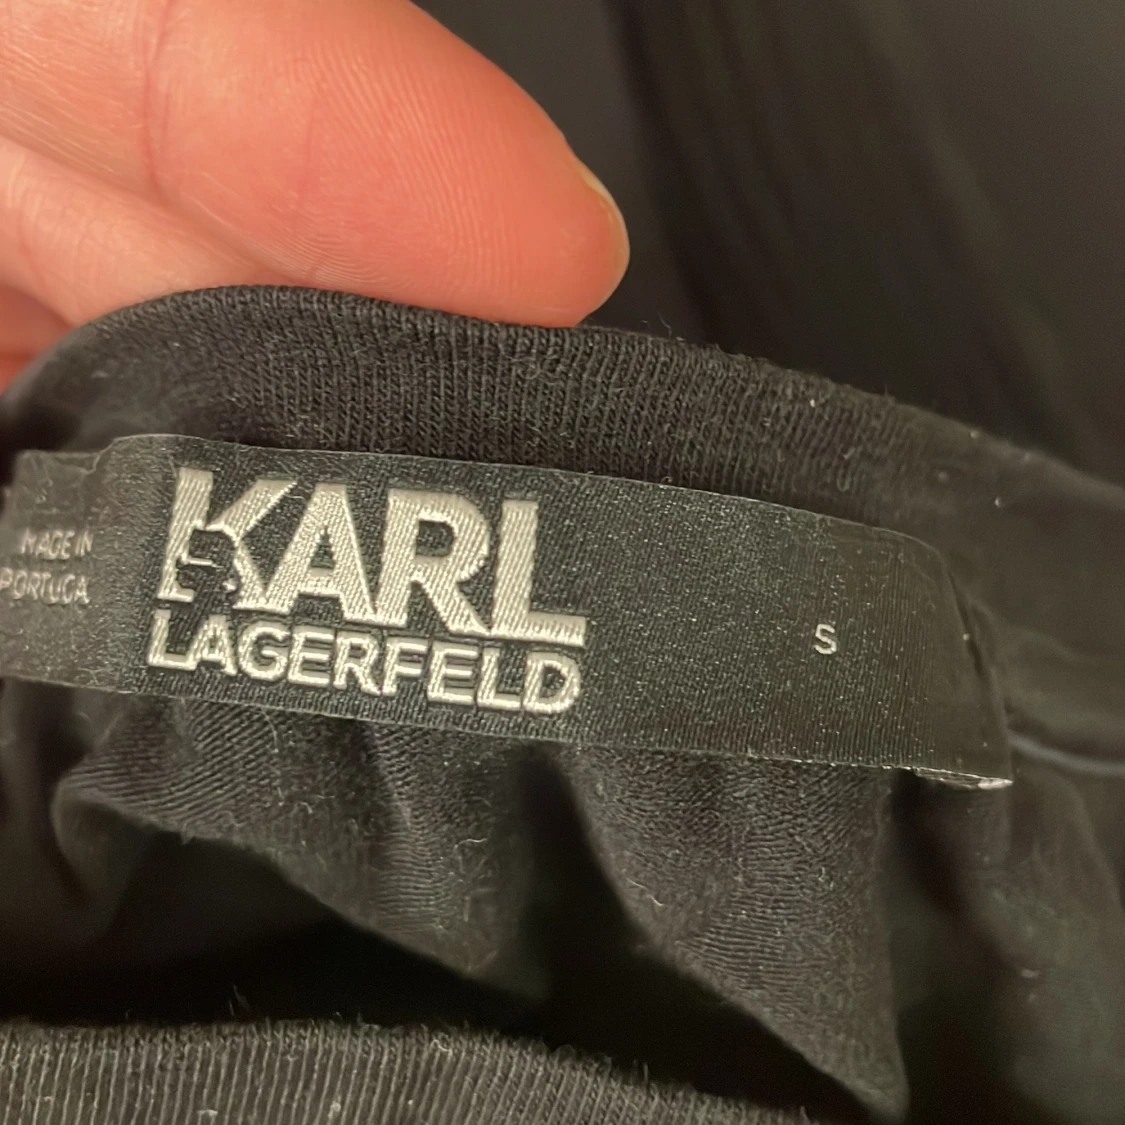 MADE IN
PORTUGA
KARL
LAGERFELD
S